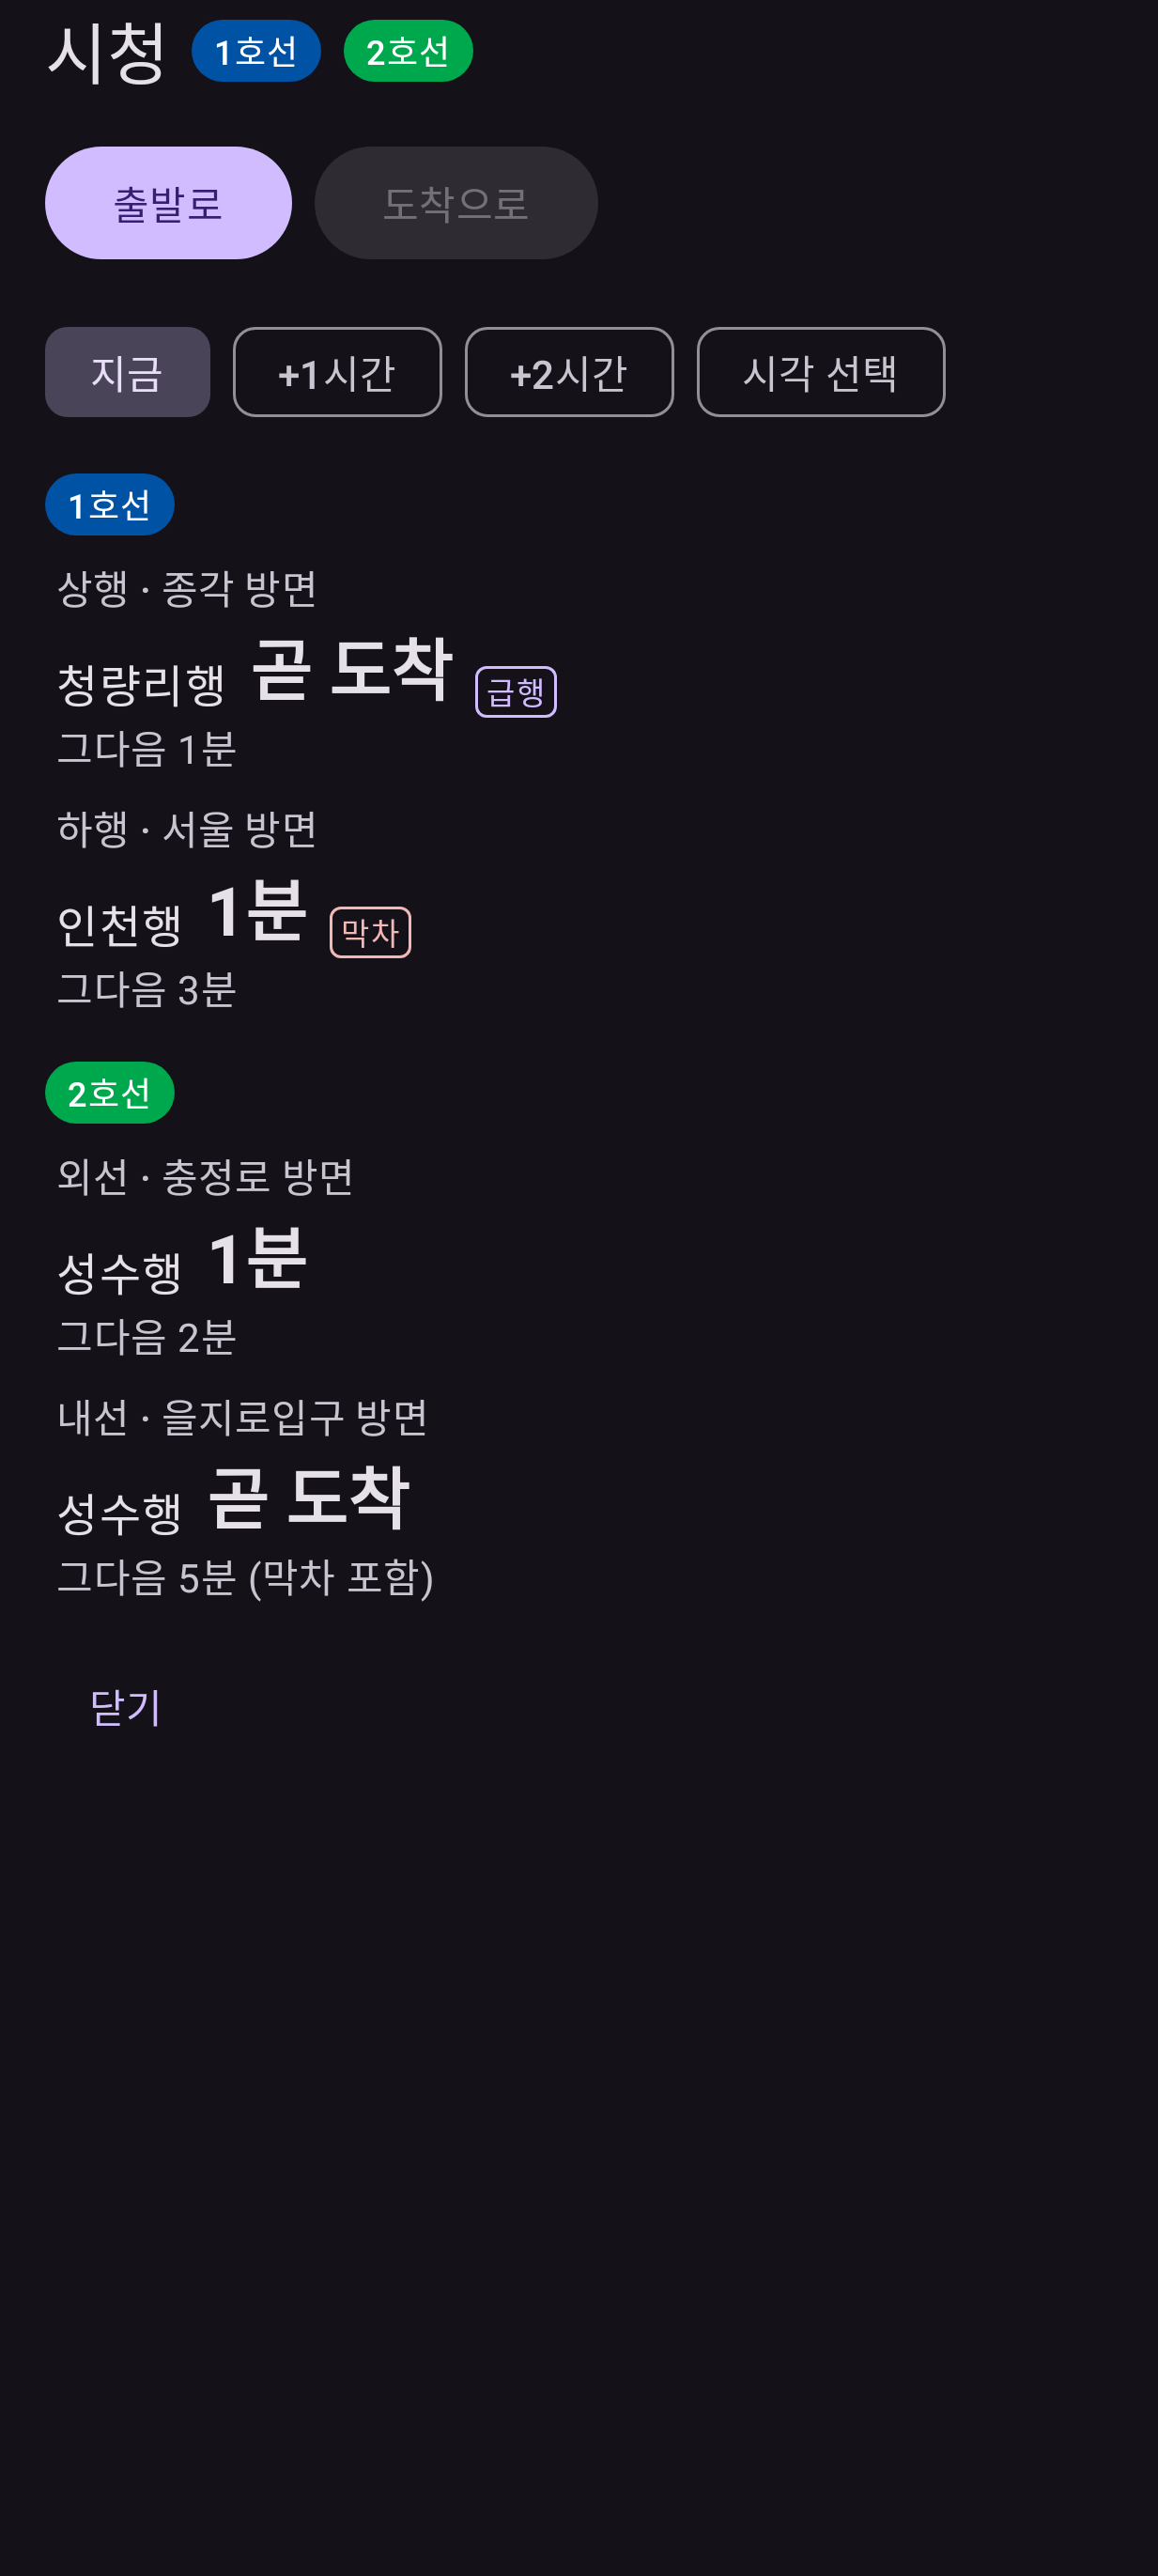 시청 1호선 2호선
출발로 도착으로
지금 +1시간 +2시간 시각 선택
1호선
상행 · 종각 방면
청량리행 곧 도착 급행
그다음 1분
하행 · 서울 방면
인천행 1분 막차
그다음 3분
2호선
외선 · 충정로 방면
성수행 1분
그다음 2분
내선 · 을지로입구 방면
성수행 곧 도착
그다음 5분 (막차 포함)
닫기